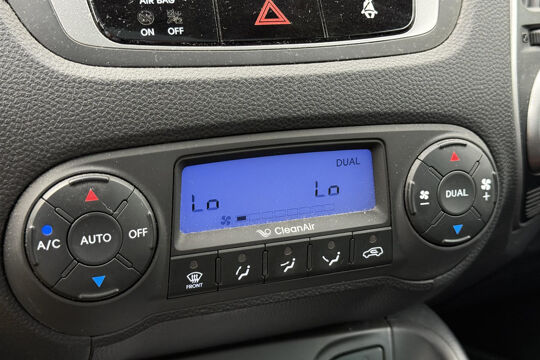 AIR BAG
ON OFF
DUAL
Lo Lo
CleanAir
A/C AUTO OFF
DUAL
FRONT